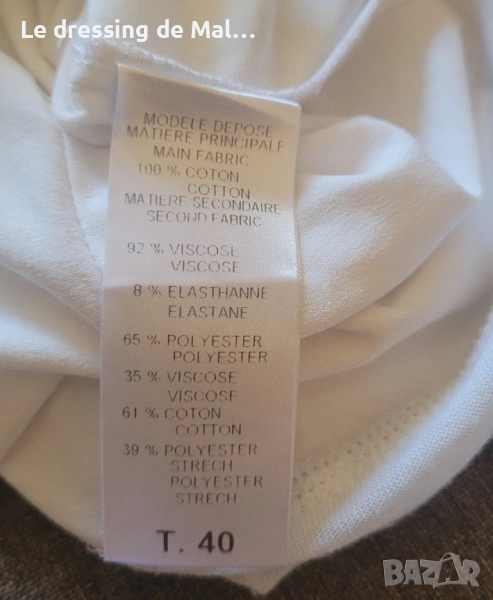 Le dressing de Mal...
MODELE DEPOSE
MATIERE PRINCIPALE
MAIN FABRIC
100 % COTON
COTTON
MATIERE SECONDAIRE
SECOND FABRIC
92 % VISCOSE
VISCOSE
8 % ELASTHANNE
ELASTANE
65 % POLYESTER
POLYESTER
35 % VISCOSE
VISCOSE
61 % COTON
COTTON
39 % POLYESTER
STRECH
POLYESTER
STRECH
T. 40
BAZAR